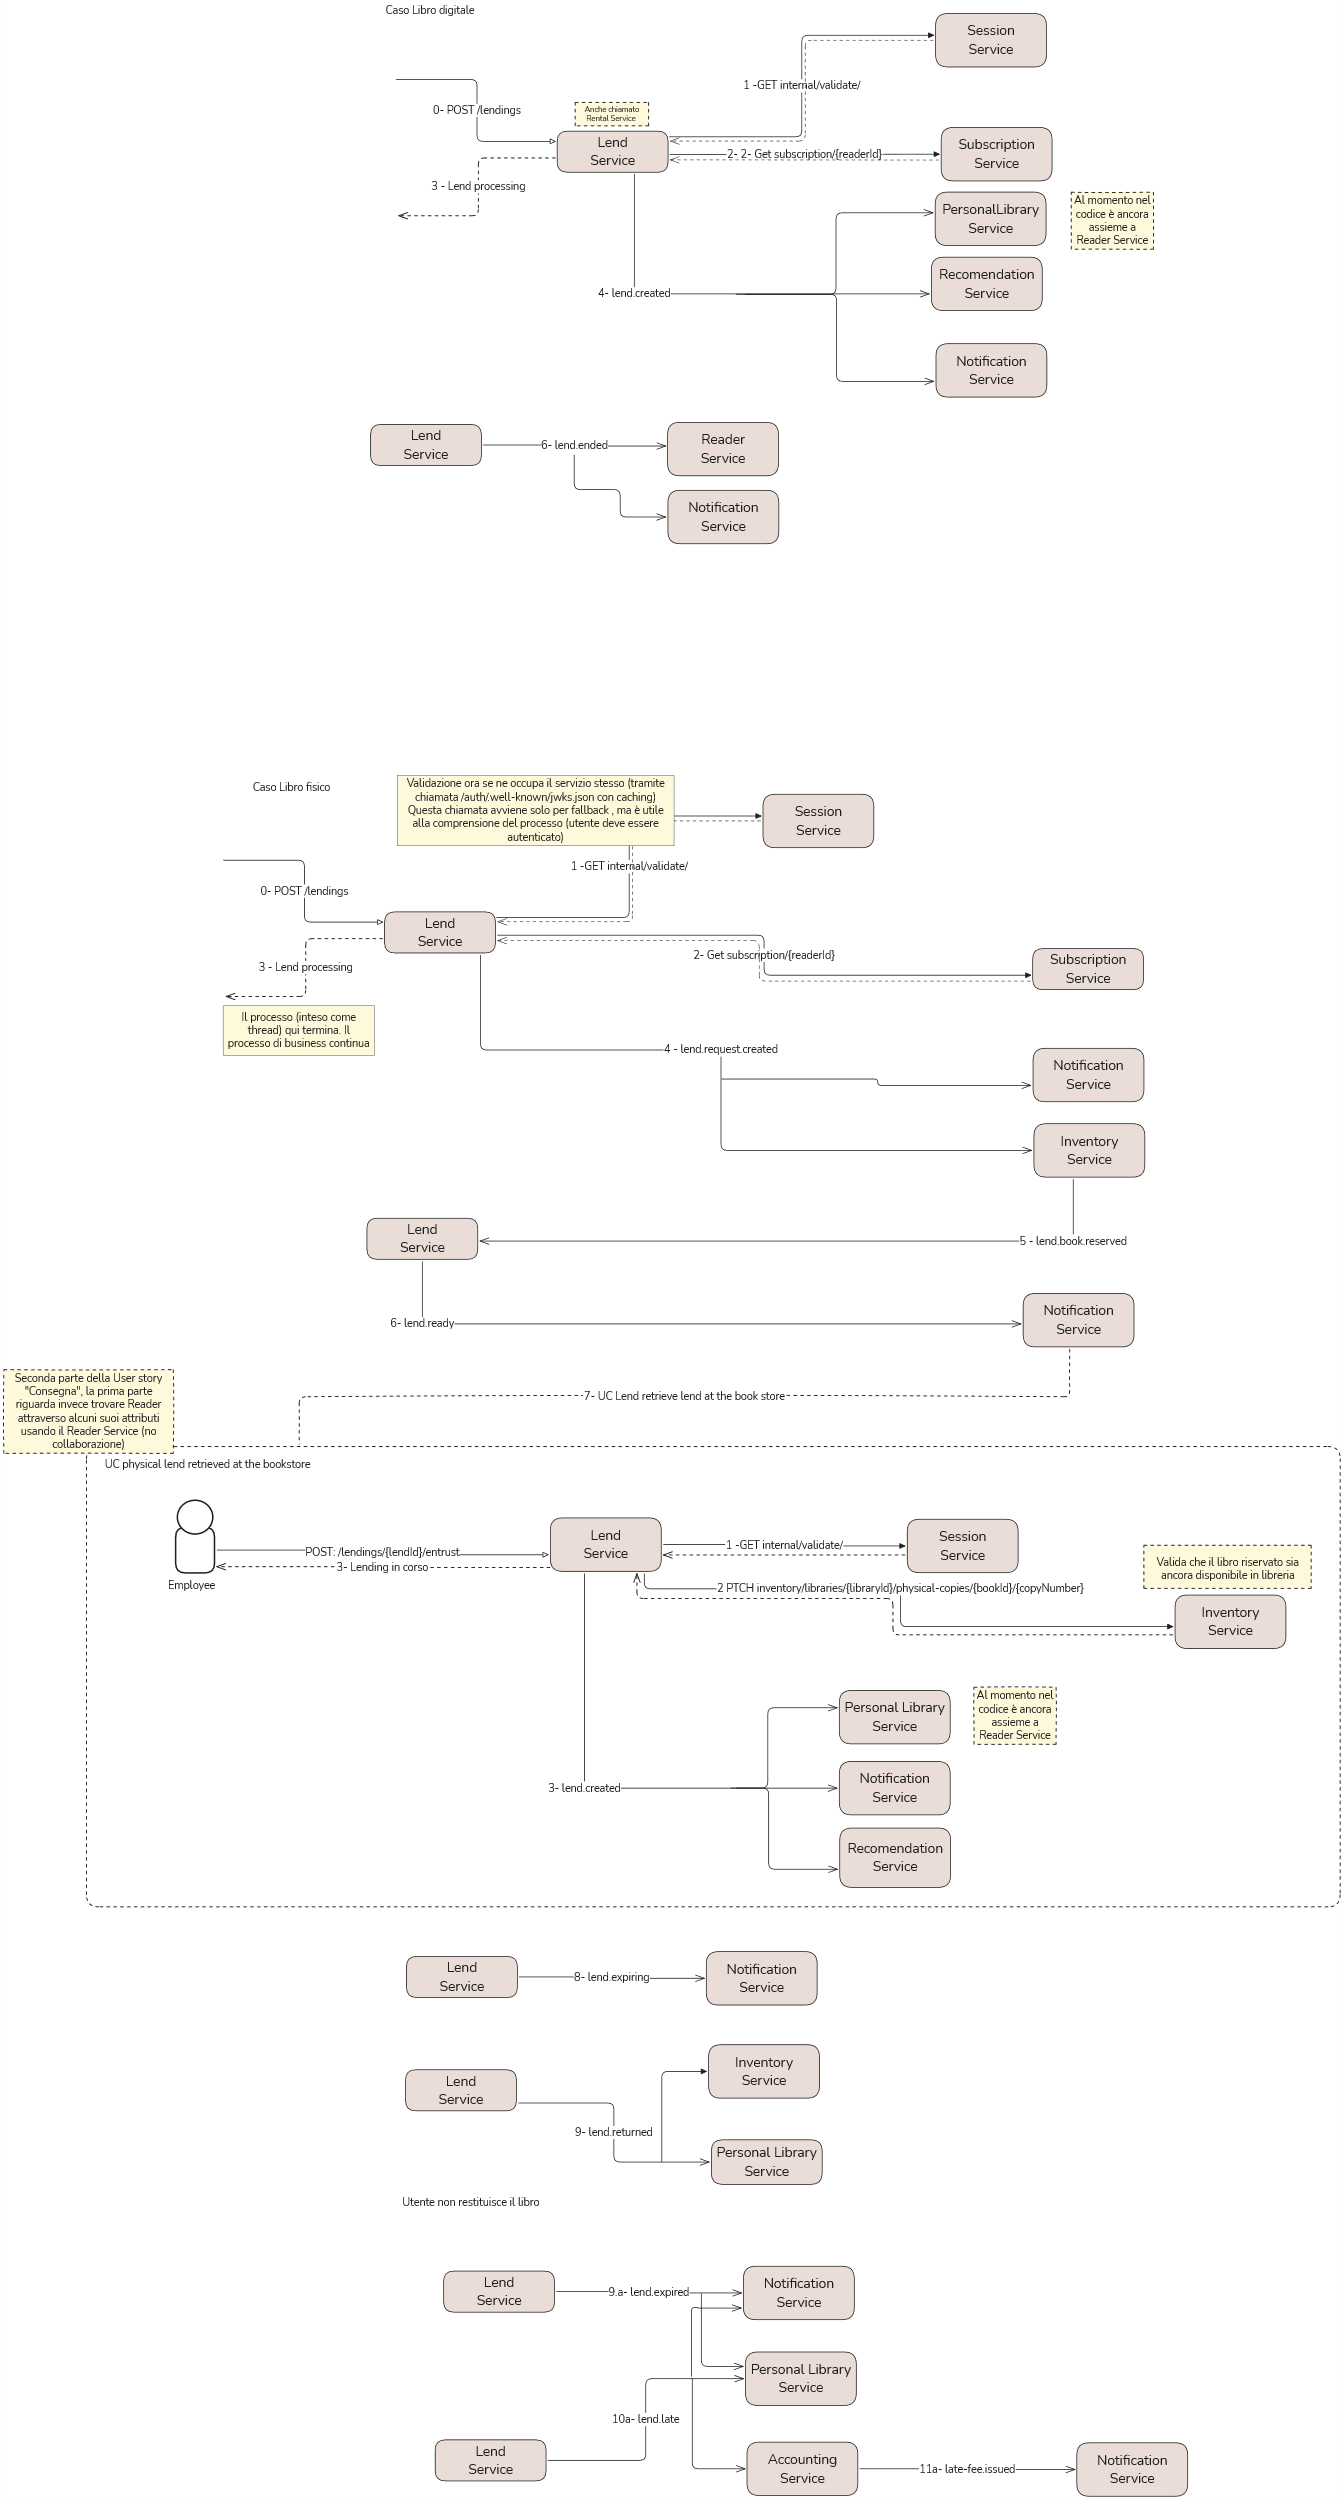 Caso Libro digitale
Session
Service
1 -GET internal/validate/
0- POST /lendings
Anche chiamato
Rental Service
Lend
Service
2- 2- Get subscription/{readerId}
Subscription
Service
3 - Lend processing
PersonalLibrary
Service
Al momento nel
codice è ancora
assieme a
Reader Service
Recomendation
Service
4- lend.created
Notification
Service
Lend
Service
6- lend.ended
Reader
Service
Notification
Service
Caso Libro fisico
Validazione ora se ne occupa il servizio stesso (tramite
chiamata /auth/.well-known/jwks.json con caching)
Questa chiamata avviene solo per fallback , ma è utile
alla comprensione del processo (utente deve essere
autenticato)
Session
Service
1 -GET internal/validate/
0- POST /lendings
Lend
Service
2- Get subscription/{readerId}
Subscription
Service
3 - Lend processing
Il processo (inteso come
thread) qui termina. Il
processo di business continua
4 - lend.request.created
Notification
Service
Inventory
Service
Lend
Service
5 - lend.book.reserved
6- lend.ready
Notification
Service
Seconda parte della User story
"Consegna", la prima parte
riguarda invece trovare Reader
attraverso alcuni suoi attributi
usando il Reader Service (no
collaborazione)
7- UC Lend retrieve lend at the book store
UC physical lend retrieved at the bookstore
Employee
POST: /lendings/{lendId}/entrust
3- Lending in corso
Lend
Service
1 -GET internal/validate/
Session
Service
Valida che il libro riservato sia
ancora disponibile in libreria
2 PTCH inventory/libraries/{libraryId}/physical-copies/{bookId}/{copyNumber}
Inventory
Service
Personal Library
Service
Al momento nel
codice è ancora
assieme a
Reader Service
3- lend.created
Notification
Service
Recomendation
Service
Lend
Service
8- lend.expiring
Notification
Service
Lend
Service
9- lend.returned
Inventory
Service
Personal Library
Service
Utente non restituisce il libro
Lend
Service
9.a- lend.expired
Notification
Service
Personal Library
Service
10a- lend.late
Lend
Service
Accounting
Service
11a- late-fee.issued
Notification
Service